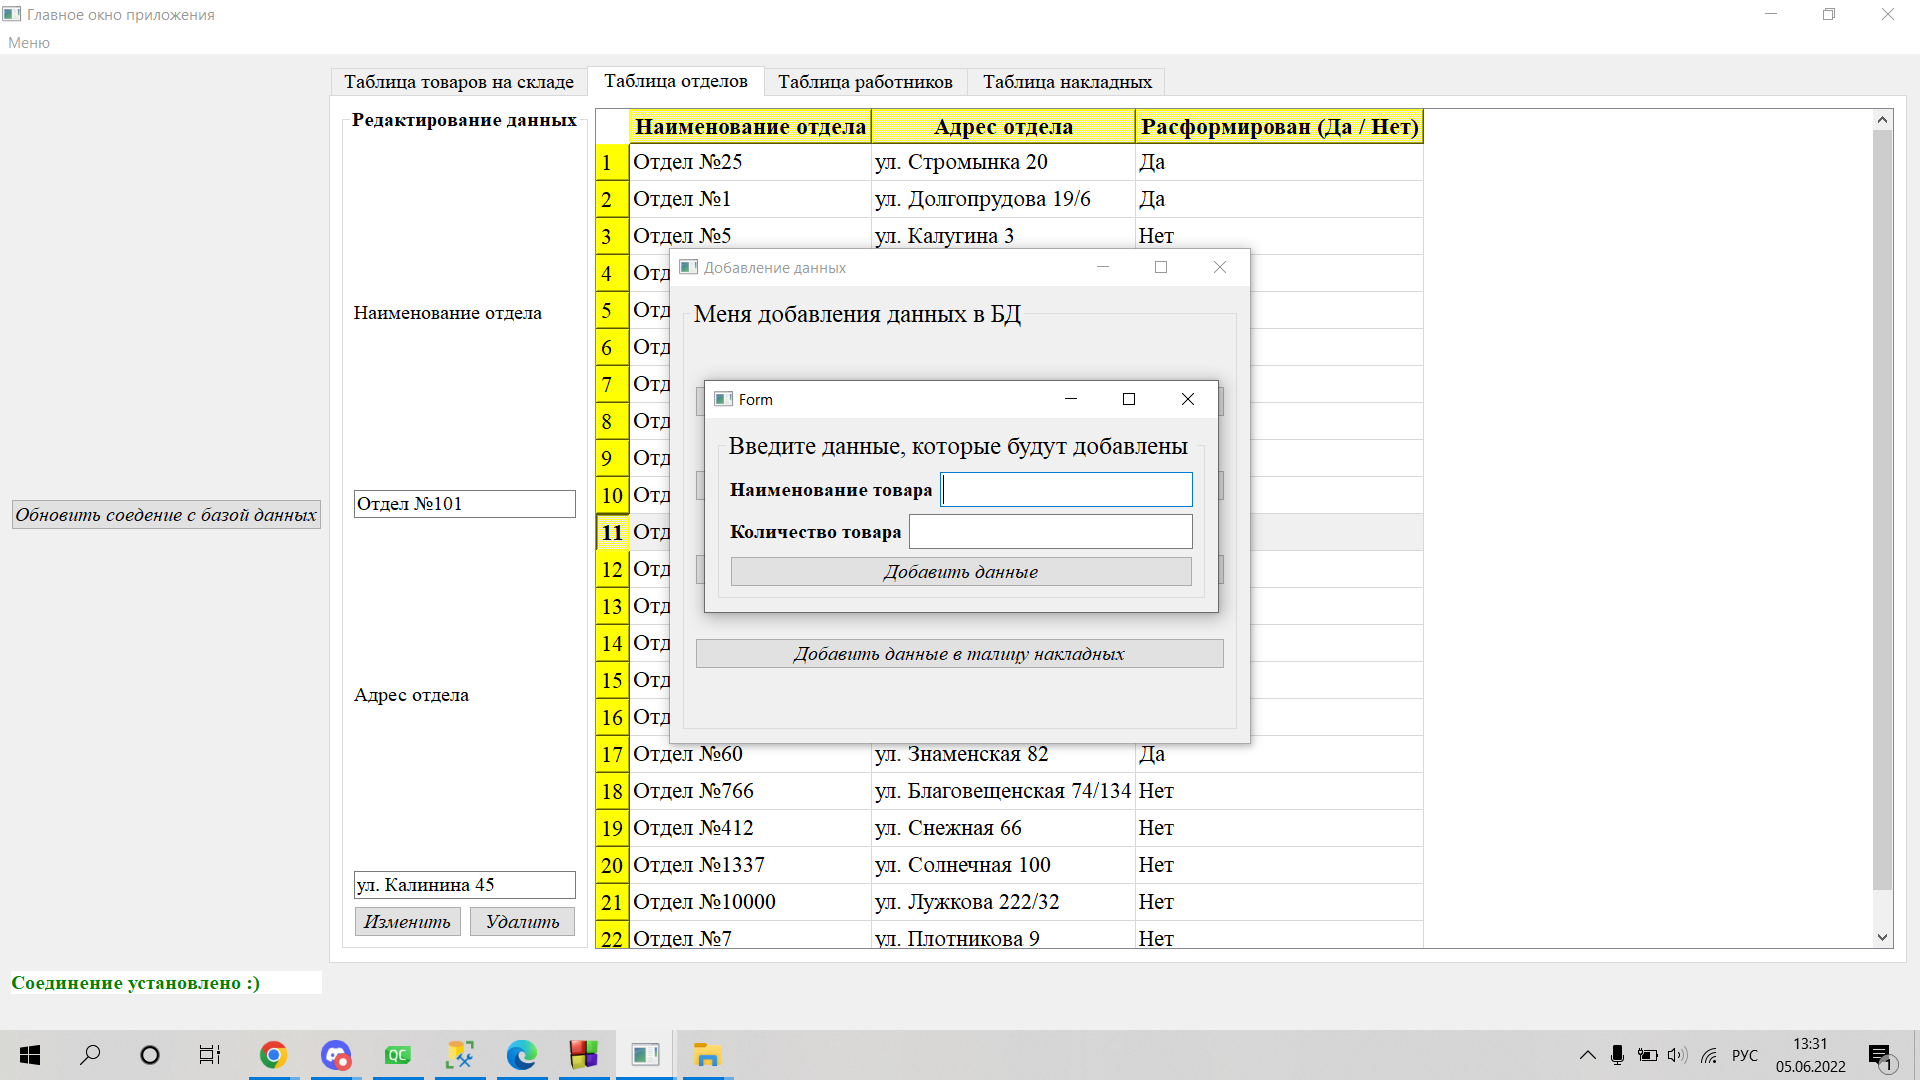 Главное окно приложения
Меню
Таблица товаров на складе
Таблица отделов
Таблица работников
Таблица накладных
Редактирование данных
Наименование отдела
Отдел №101
Адрес отдела
ул. Калинина 45
Изменить
Удалить
Обновить соедение с базой данных
Соединение установлено :)
Наименование отдела Адрес отдела Расформирован (Да / Нет)
1 Отдел №25 ул. Стромынка 20 Да
2 Отдел №1 ул. Долгопрудова 19/6 Да
3 Отдел №5 ул. Калугина 3 Нет
4 Отд
5 Отд
6 Отд
7 Отд
8 Отд
9 Отд
10 Отд
11 Отд
12 Отд
13 Отд
14 Отд
15 Отд
16 Отд
17 Отдел №60 ул. Знаменская 82 Да
18 Отдел №766 ул. Благовещенская 74/134 Нет
19 Отдел №412 ул. Снежная 66 Нет
20 Отдел №1337 ул. Солнечная 100 Нет
21 Отдел №10000 ул. Лужкова 222/32 Нет
22 Отдел №7 ул. Плотникова 9 Нет
Добавление данных
Меня добавления данных в БД
Form
Введите данные, которые будут добавлены
Наименование товара
Количество товара
Добавить данные
Добавить данные в талицу накладных
QC
РУС
13:31
05.06.2022
1